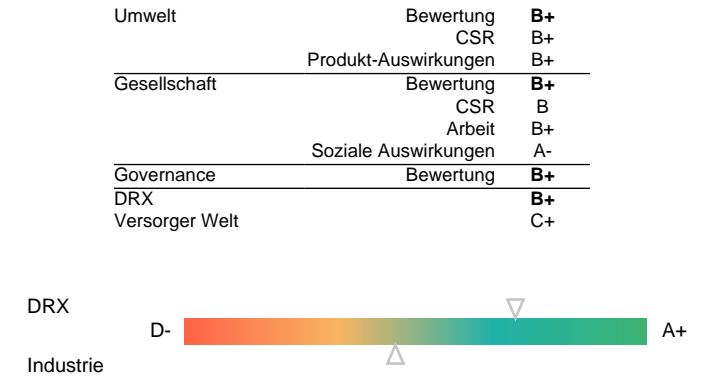 Umwelt Bewertung B+
CSR B+
Produkt-Auswirkungen B+
Gesellschaft Bewertung B+
CSR B
Arbeit B+
Soziale Auswirkungen A-
Governance Bewertung B+
DRX B+
Versorger Welt C+
DRX
D- A+
Industrie